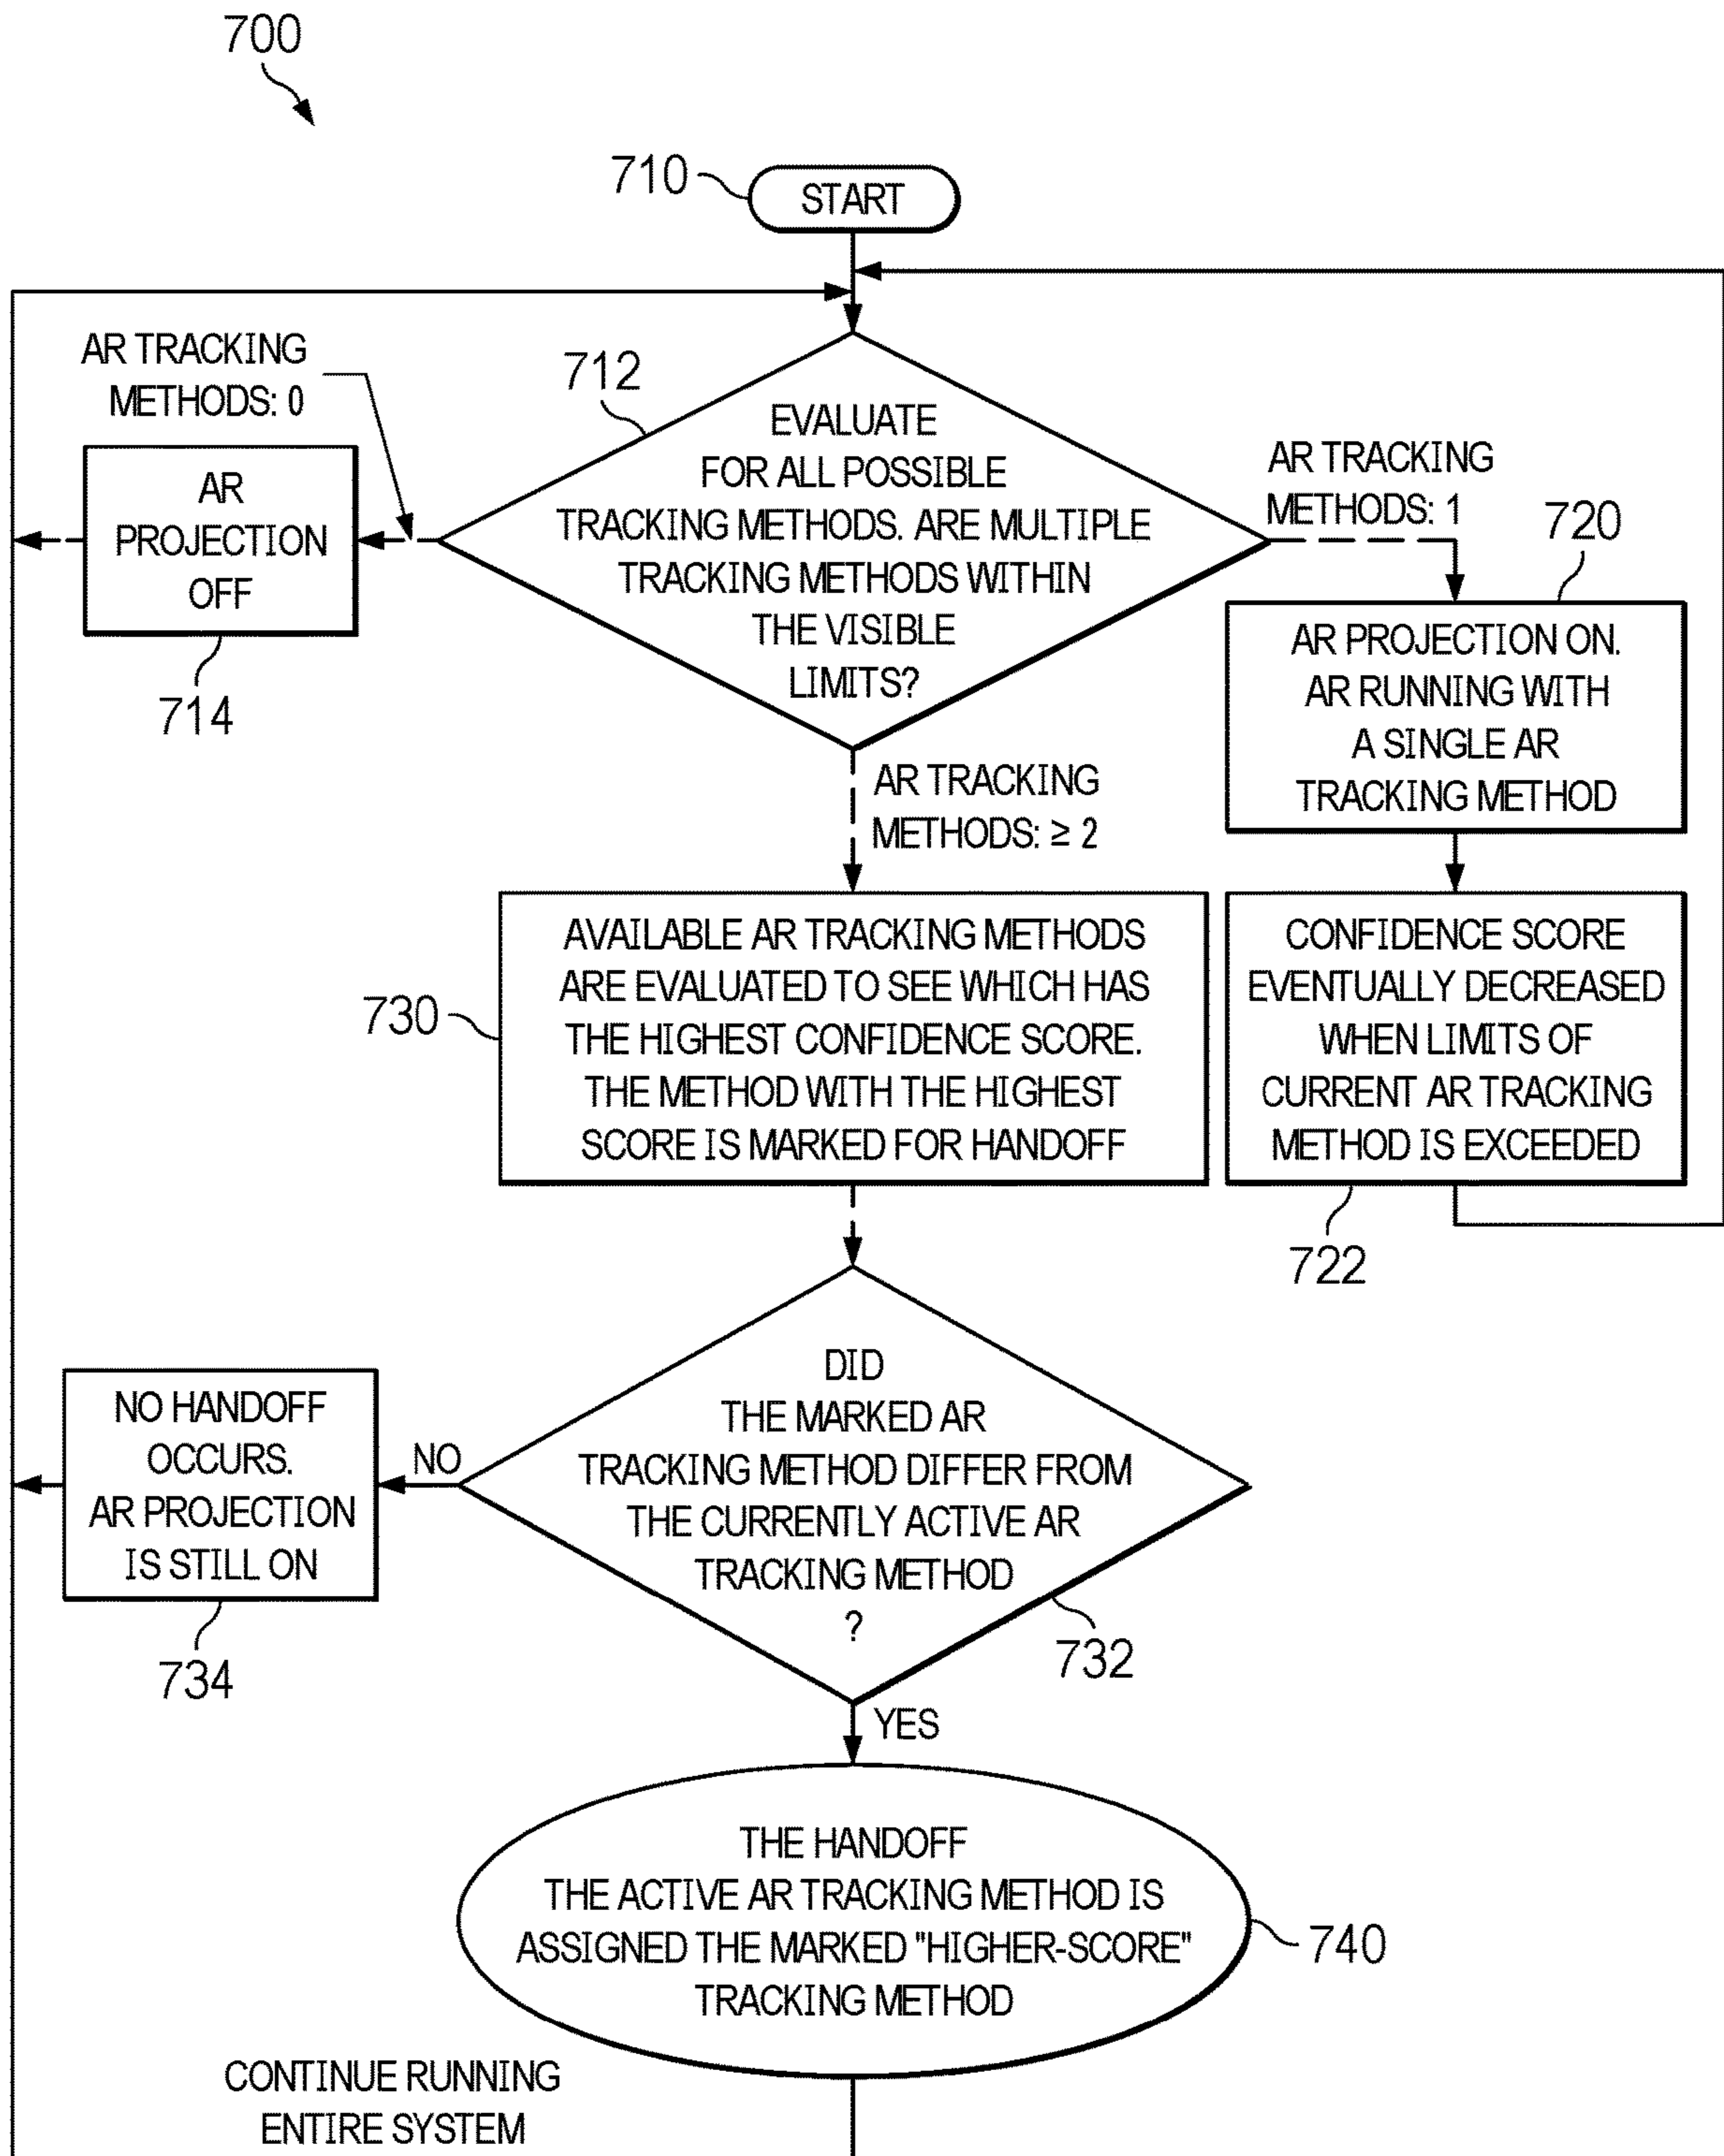 700
710
START
AR TRACKING
METHODS: 0
712
EVALUATE
FOR ALL POSSIBLE
TRACKING METHODS. ARE MULTIPLE
TRACKING METHODS WITHIN
THE VISIBLE
LIMITS?
AR TRACKING
METHODS: 1
AR
PROJECTION
OFF
714
720
AR PROJECTION ON.
AR RUNNING WITH
A SINGLE AR
TRACKING METHOD
AR TRACKING
METHODS: ≥ 2
730
AVAILABLE AR TRACKING METHODS
ARE EVALUATED TO SEE WHICH HAS
THE HIGHEST CONFIDENCE SCORE.
THE METHOD WITH THE HIGHEST
SCORE IS MARKED FOR HANDOFF
CONFIDENCE SCORE
EVENTUALLY DECREASED
WHEN LIMITS OF
CURRENT AR TRACKING
METHOD IS EXCEEDED
722
DID
THE MARKED AR
TRACKING METHOD DIFFER FROM
THE CURRENTLY ACTIVE AR
TRACKING METHOD
?
732
NO
NO HANDOFF
OCCURS.
AR PROJECTION
IS STILL ON
734
YES
THE HANDOFF
THE ACTIVE AR TRACKING METHOD IS
ASSIGNED THE MARKED "HIGHER-SCORE"
TRACKING METHOD
740
CONTINUE RUNNING
ENTIRE SYSTEM